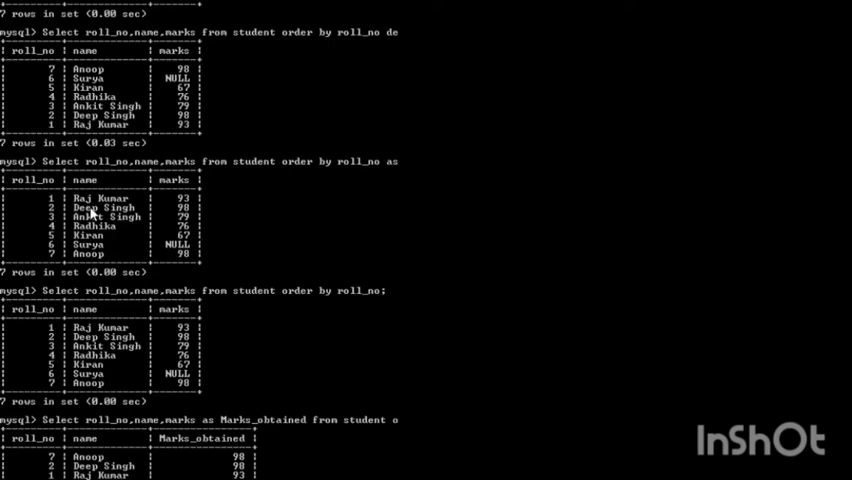 7 rows in set (0.00 sec)
mysql> Select roll_no,name,marks from student order by roll_no de
| roll_no | name | marks |
| 7 | Anoop | 98 |
| 6 | Surya | NULL |
| 5 | Kiran | 67 |
| 4 | Radhika | 76 |
| 3 | Ankit Singh | 79 |
| 2 | Deep Singh | 98 |
| 1 | Raj Kumar | 93 |
7 rows in set (0.03 sec)
mysql> Select roll_no,name,marks from student order by roll_no as
| roll_no | name | marks |
| 1 | Raj Kumar | 93 |
| 2 | Deep Singh | 98 |
| 3 | Ankit Singh | 79 |
| 4 | Radhika | 76 |
| 5 | Kiran | 67 |
| 6 | Surya | NULL |
| 7 | Anoop | 98 |
7 rows in set (0.00 sec)
mysql> Select roll_no,name,marks from student order by roll_no;
| roll_no | name | marks |
| 1 | Raj Kumar | 93 |
| 2 | Deep Singh | 98 |
| 3 | Ankit Singh | 79 |
| 4 | Radhika | 76 |
| 5 | Kiran | 67 |
| 6 | Surya | NULL |
| 7 | Anoop | 98 |
7 rows in set (0.00 sec)
mysql> Select roll_no,name,marks as Marks_obtained from student o
| roll_no | name | Marks_obtained |
| 7 | Anoop | 98 |
| 2 | Deep Singh | 98 |
| 1 | Raj Kumar | 93 |
InShOt